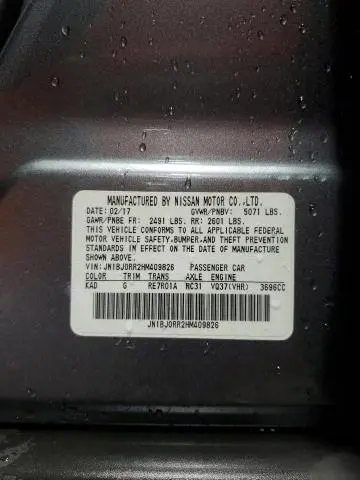 MANUFACTURED BY NISSAN MOTOR CO.,LTD.
DATE: 02/17 GVWR/PNBV: 5071 LBS.
GAWR/PNBE FR: 2491 LBS. RR: 2601 LBS.
THIS VEHICLE CONFORMS TO ALL APPLICABLE FEDERAL
MOTOR VEHICLE SAFETY,BUMPER,AND THEFT PREVENTION
STANDARDS IN EFFECT ON THE DATE OF MANUFACTURE
SHOWN ABOVE.
VIN: JN1BJ0RR2HM409826 PASSENGER CAR
COLOR TRIM TRANS AXLE ENGINE
KAD G RE7R01A RC31 VQ37(VHR) 3696CC
JN1BJ0RR2HM409826